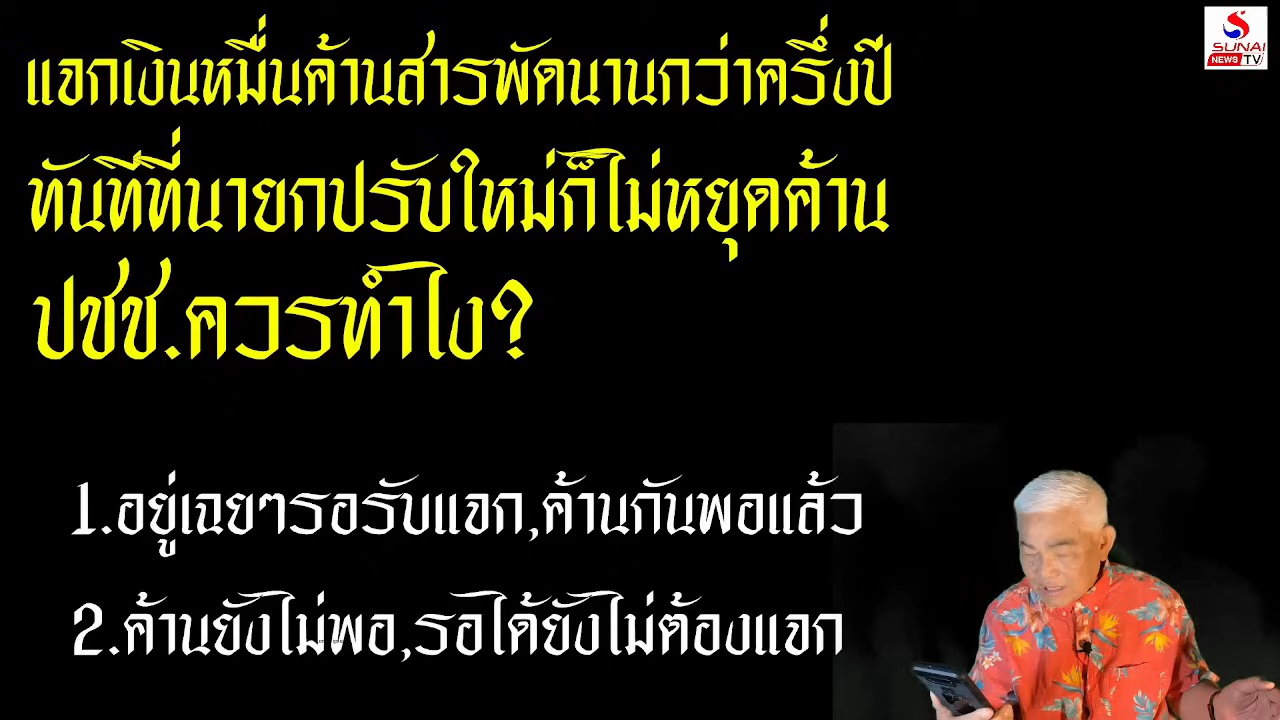 แจกเงินหมื่นค้านสารพัดนานกว่าครึ่งปี
ทันทีที่นายกปรับใหม่ก็ไม่หยุดค้าน
ปชช.ควรทำไง?
1.อยู่เฉยๆรอรับแจก,ค้านกันพอแล้ว
2.ค้านยังไม่พอ,รอได้ยังไม่ต้องแจก
SUNAI
NEWS TV